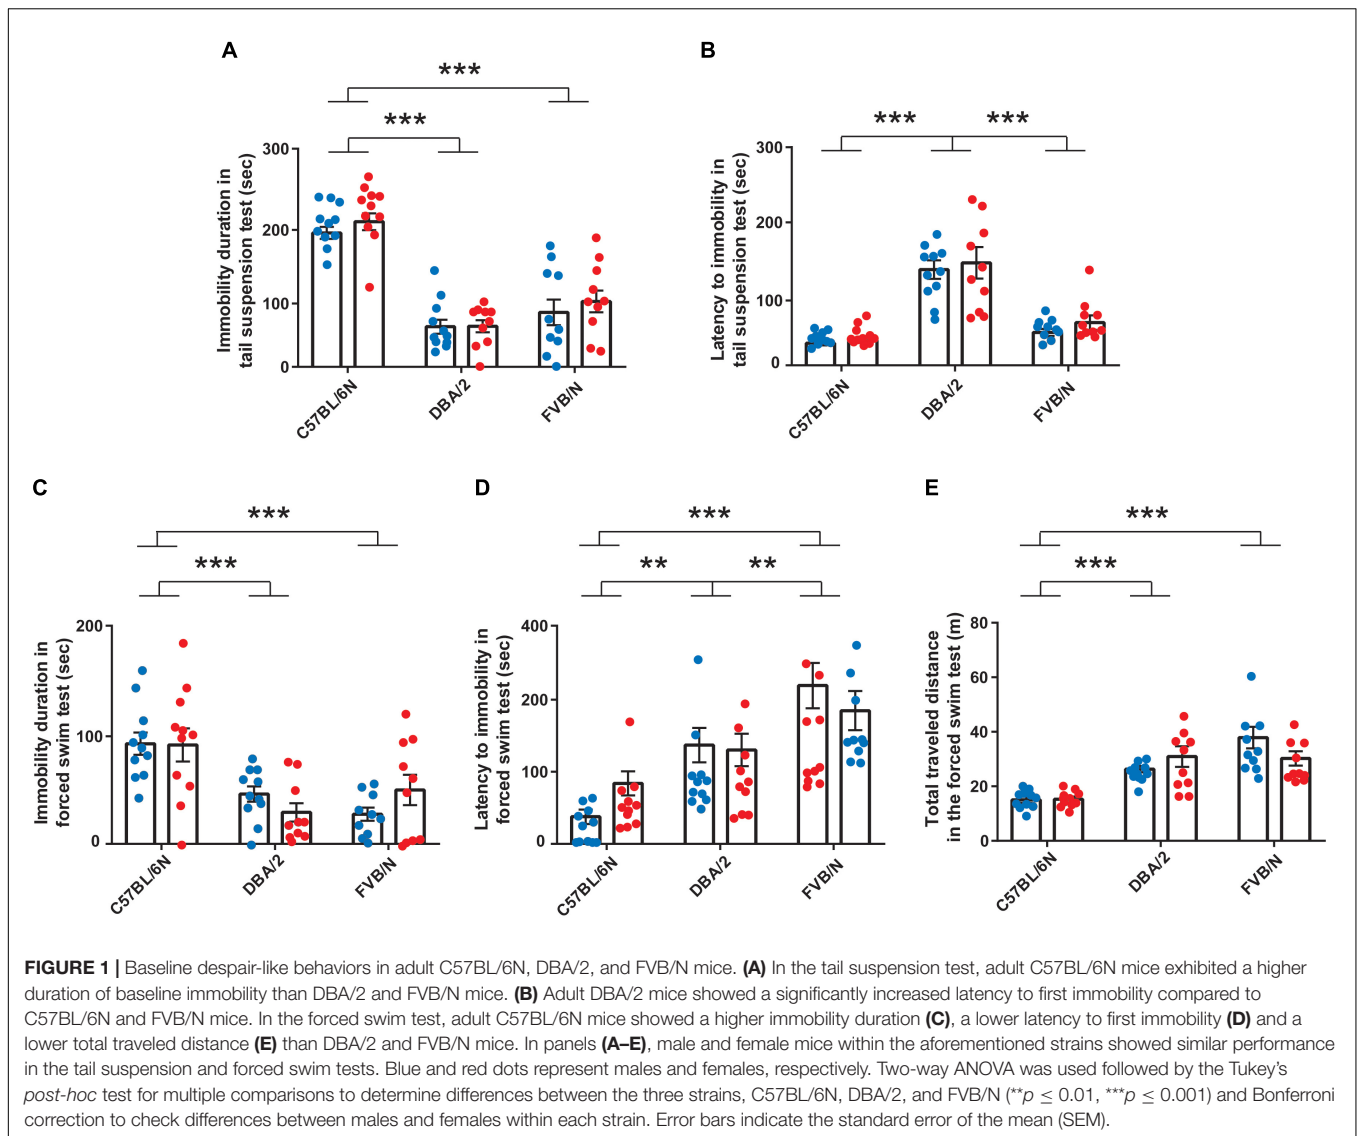 A
***
***
Immobility duration in
tail suspension test (sec)
300
200
100
0
C57BL/6N
DBA/2
FVB/N
B
***
***
Latency to immobility in
tail suspension test (sec)
300
200
100
0
C57BL/6N
DBA/2
FVB/N
C
***
***
Immobility duration in
forced swim test (sec)
200
100
0
C57BL/6N
DBA/2
FVB/N
D
***
**
**
Latency to immobility in
forced swim test (sec)
400
200
100
0
C57BL/6N
DBA/2
FVB/N
E
***
***
Total traveled distance
in the forced swim test (m)
80
60
40
20
0
C57BL/6N
DBA/2
FVB/N
FIGURE 1 | Baseline despair-like behaviors in adult C57BL/6N, DBA/2, and FVB/N mice. (A) In the tail suspension test, adult C57BL/6N mice exhibited a higher
duration of baseline immobility than DBA/2 and FVB/N mice. (B) Adult DBA/2 mice showed a significantly increased latency to first immobility compared to
C57BL/6N and FVB/N mice. In the forced swim test, adult C57BL/6N mice showed a higher immobility duration (C), a lower latency to first immobility (D) and a
lower total traveled distance (E) than DBA/2 and FVB/N mice. In panels (A–E), male and female mice within the aforementioned strains showed similar performance
in the tail suspension and forced swim tests. Blue and red dots represent males and females, respectively. Two-way ANOVA was used followed by the Tukey's
post-hoc test for multiple comparisons to determine differences between the three strains, C57BL/6N, DBA/2, and FVB/N (**p ≤ 0.01, ***p ≤ 0.001) and Bonferroni
correction to check differences between males and females within each strain. Error bars indicate the standard error of the mean (SEM).